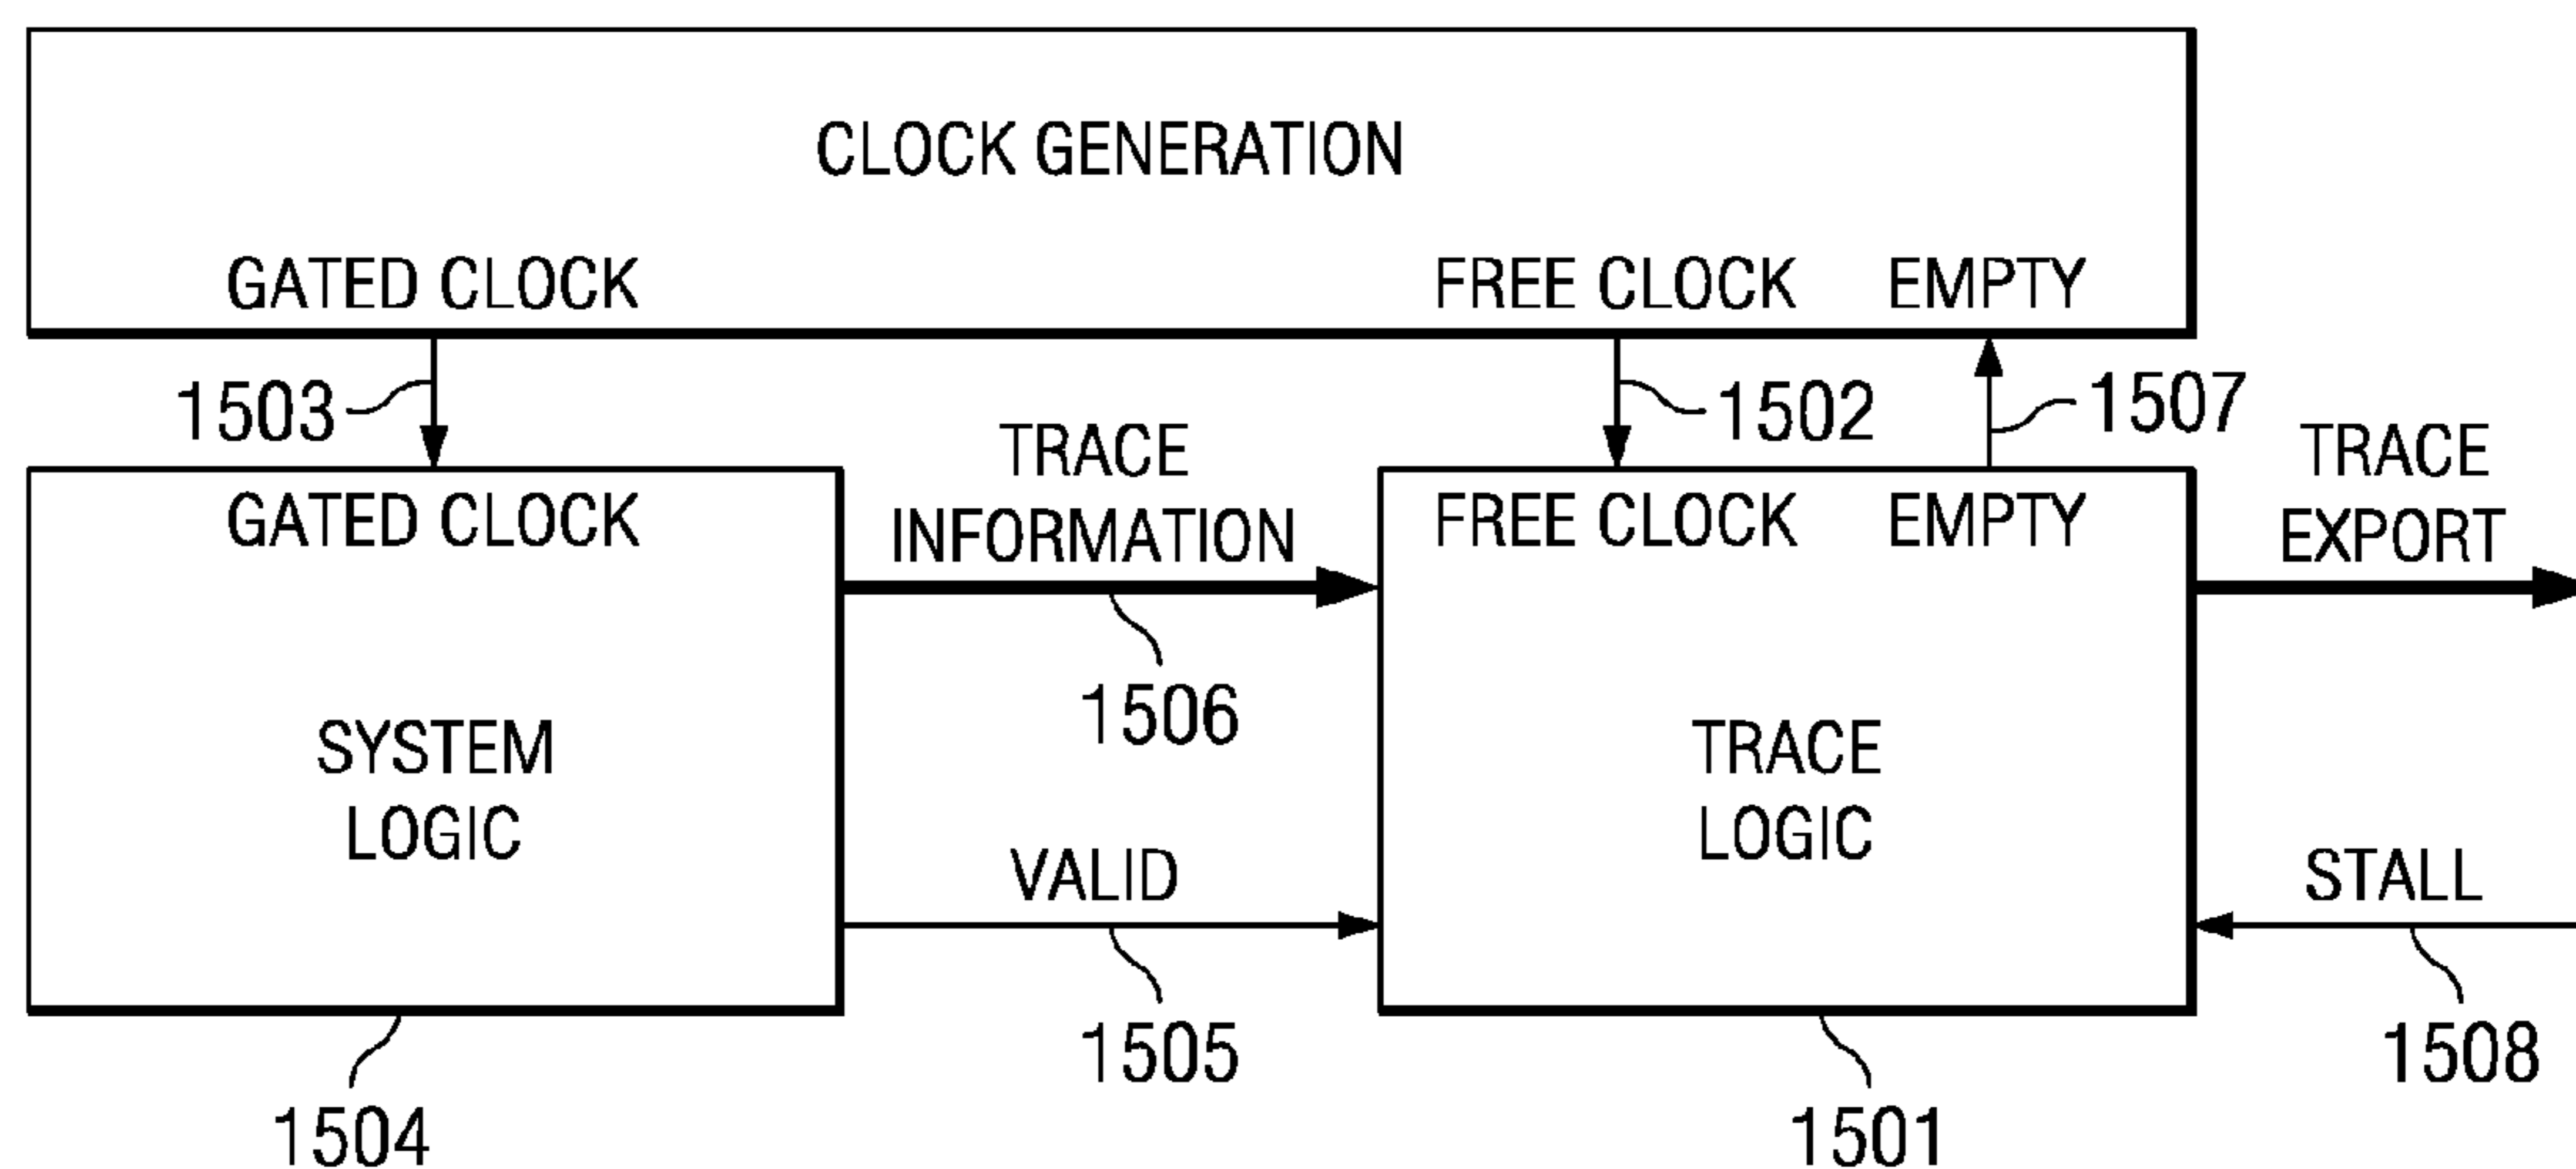 CLOCK GENERATION
GATED CLOCK
FREE CLOCK
EMPTY
1503
1502
1507
TRACE
INFORMATION
TRACE
EXPORT
GATED CLOCK
FREE CLOCK
EMPTY
1506
SYSTEM
LOGIC
TRACE
LOGIC
VALID
STALL
1505
1508
1504
1501